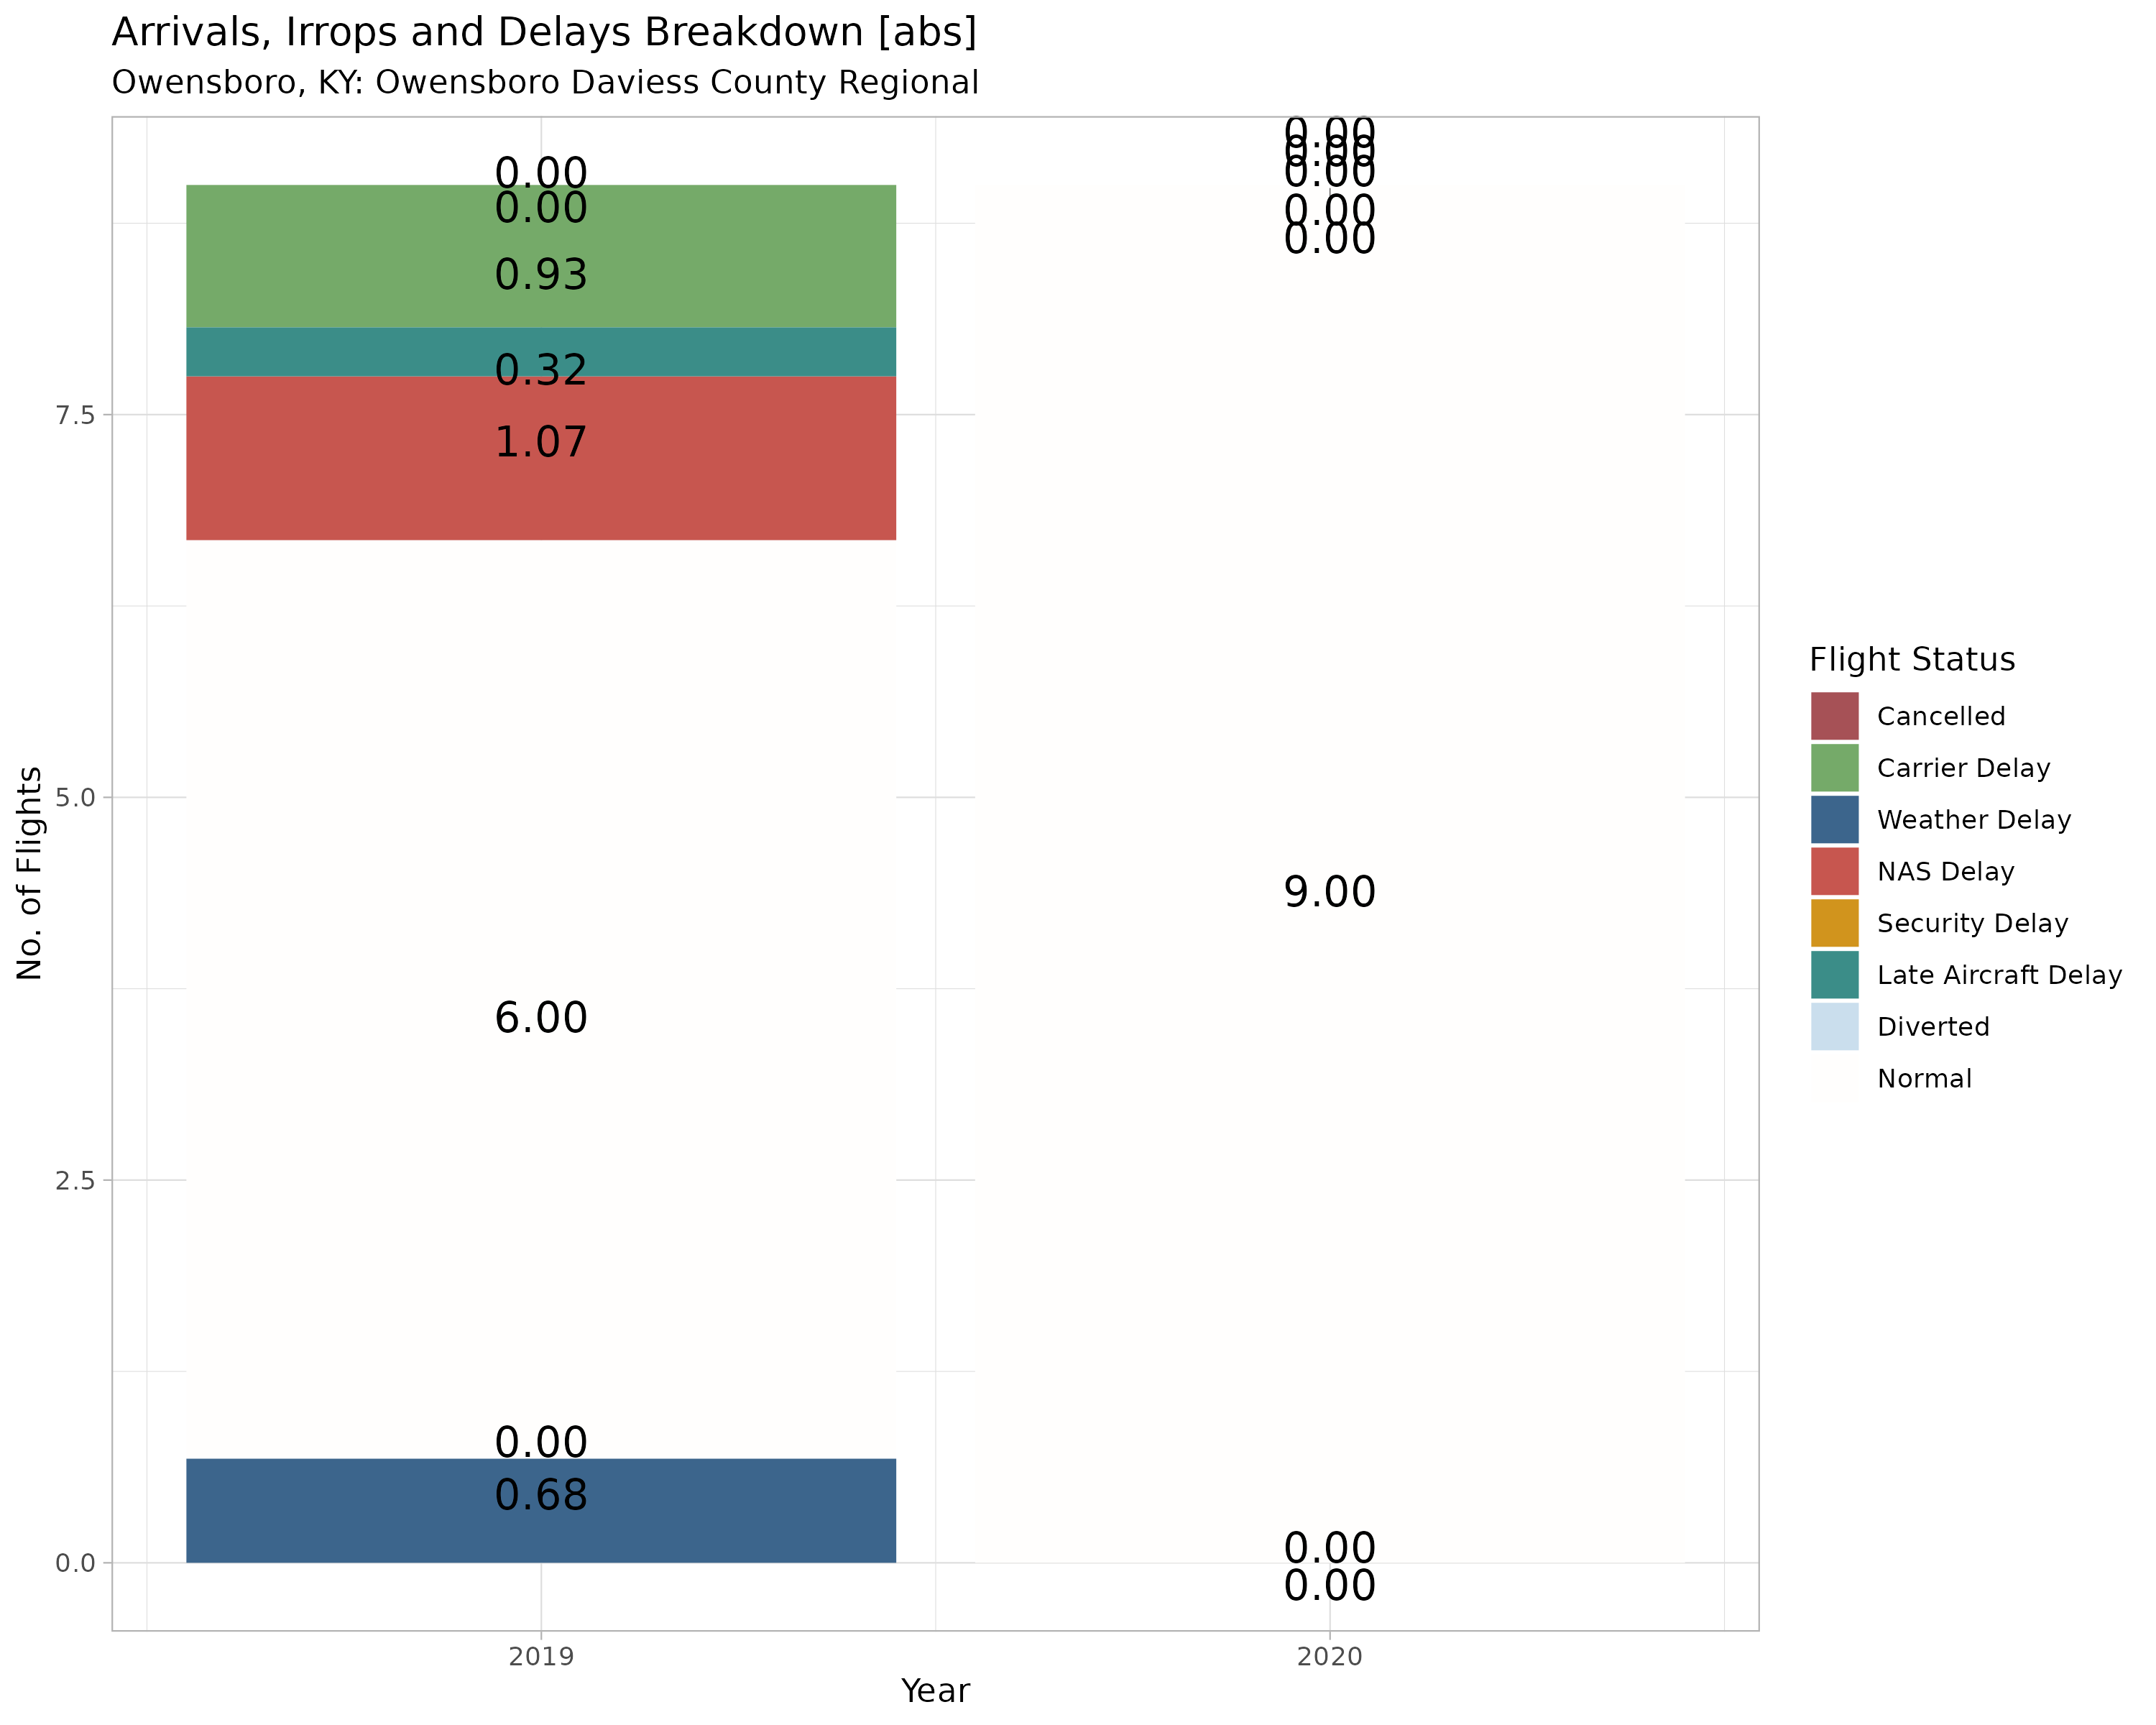 Arrivals, Irrops and Delays Breakdown [abs]
Owensboro, KY: Owensboro Daviess County Regional
No. of Flights
7.5
5.0
2.5
0.0
0.00
0.00
0.93
0.32
1.07
6.00
0.00
0.68
0.00
0.00
0.00
0.00
0.00
9.00
0.00
0.00
2019
2020
Year
Flight Status
Cancelled
Carrier Delay
Weather Delay
NAS Delay
Security Delay
Late Aircraft Delay
Diverted
Normal